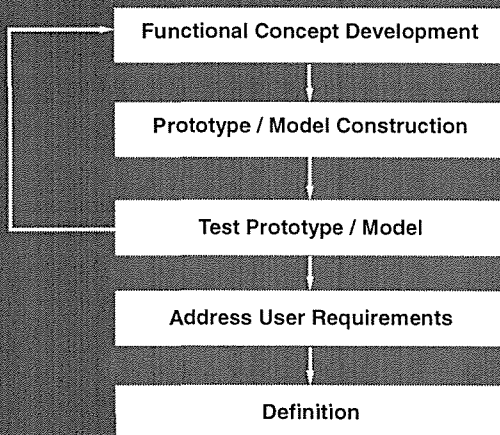 Functional Concept Development
Prototype / Model Construction
Test Prototype / Model
Address User Requirements
Definition